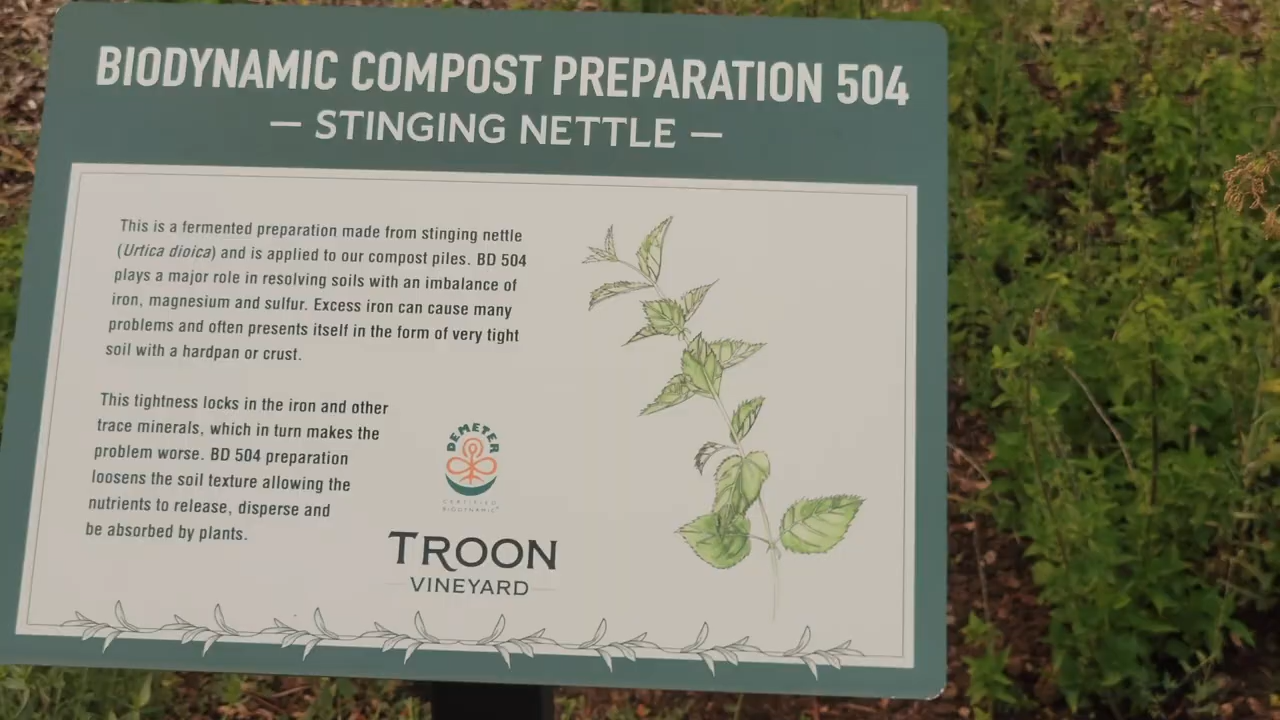 BIODYNAMIC COMPOST PREPARATION 504
— STINGING NETTLE —
This is a fermented preparation made from stinging nettle
(Urtica dioica) and is applied to our compost piles. BD 504
plays a major role in resolving soils with an imbalance of
iron, magnesium and sulfur. Excess iron can cause many
problems and often presents itself in the form of very tight
soil with a hardpan or crust.
This tightness locks in the iron and other
trace minerals, which in turn makes the
problem worse. BD 504 preparation
loosens the soil texture allowing the
nutrients to release, disperse and
be absorbed by plants.
DEMETER
CERTIFIED
BIODYNAMIC®
TROON
VINEYARD